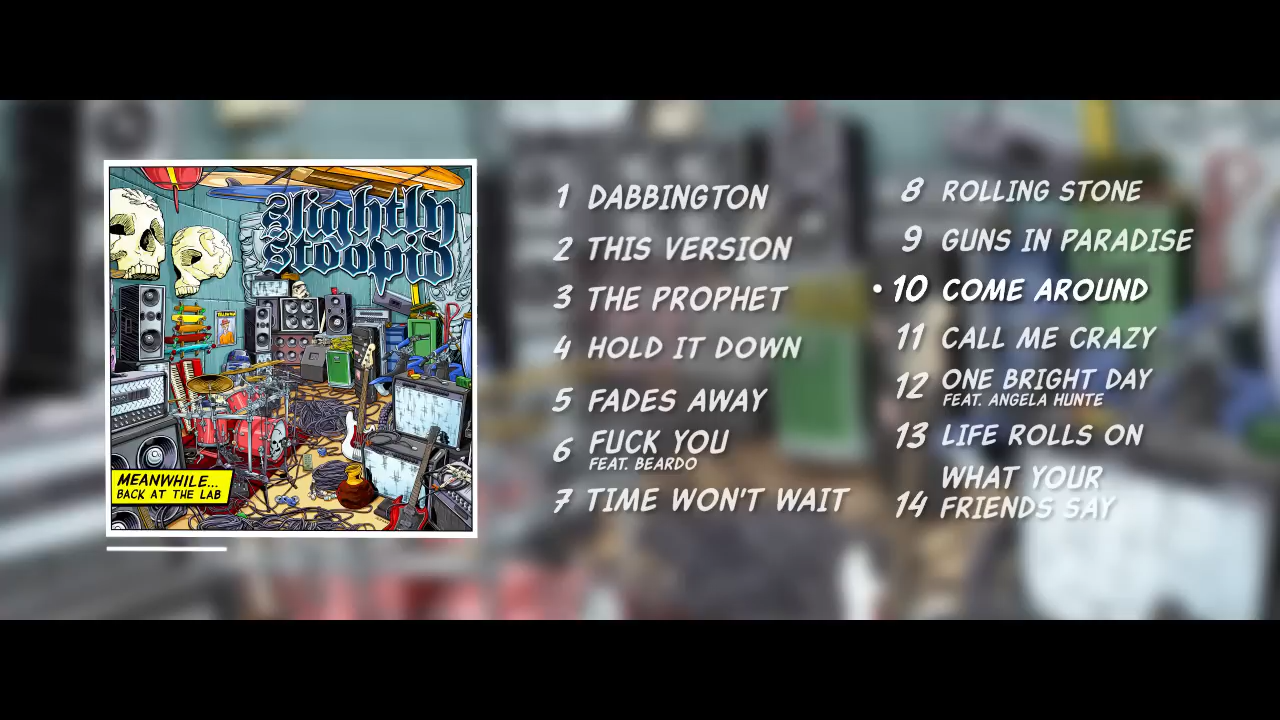 slightly
stoopid
MEANWHILE...
BACK AT THE LAB
1 DABBINGTON
2 THIS VERSION
3 THE PROPHET
4 HOLD IT DOWN
5 FADES AWAY
6 FUCK YOU
FEAT. BEARDO
7 TIME WON'T WAIT
8 ROLLING STONE
9 GUNS IN PARADISE
• 10 COME AROUND
11 CALL ME CRAZY
12 ONE BRIGHT DAY
FEAT. ANGELA HUNTE
13 LIFE ROLLS ON
WHAT YOUR
14 FRIENDS SAY